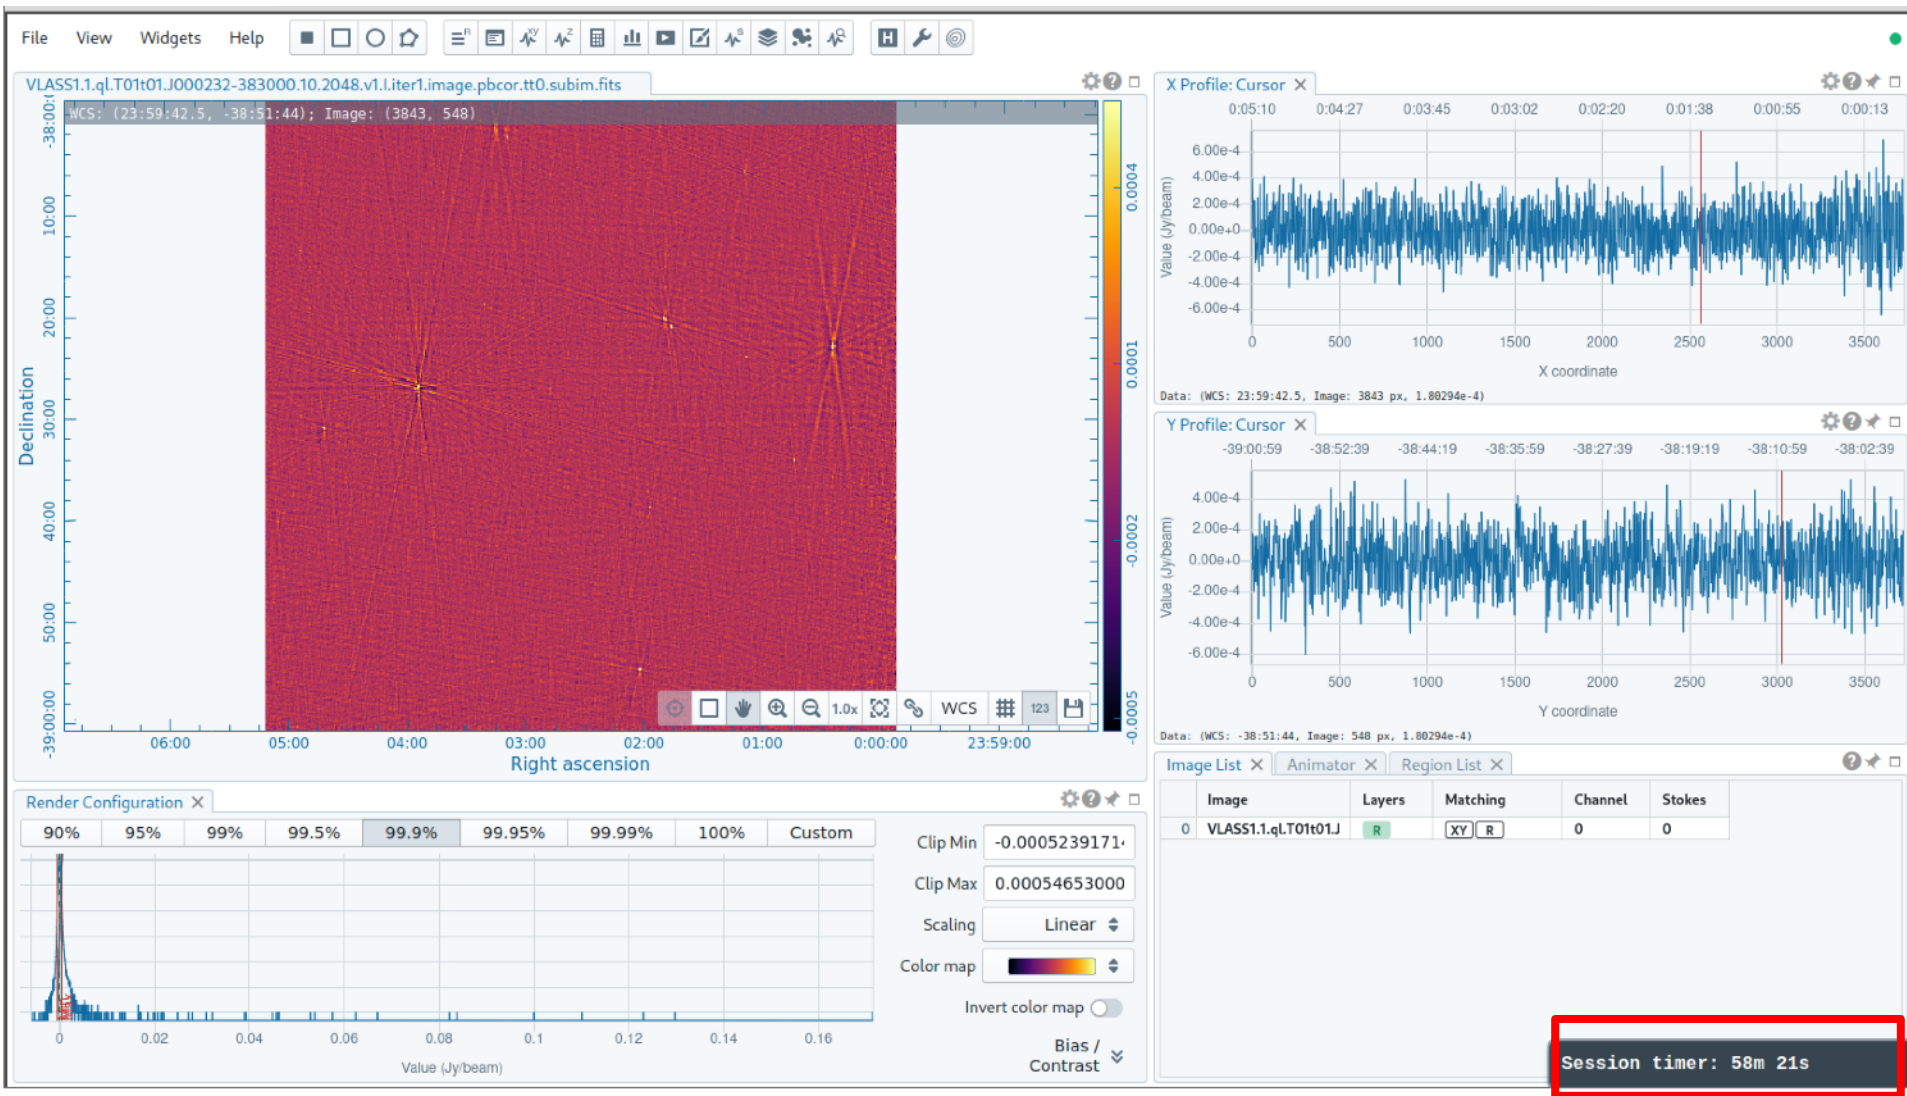 File View Widgets Help
VLASS1.1.ql.T01t01.J000232-383000.10.2048.v1.I.iter1.image.pbcor.tt0.subim.fits
WCS: (23:59:42.5, -38:51:44); Image: (3843, 548)
Declination
-38:00:0
10:00
20:00
30:00
40:00
50:00
-39:00:00
06:00 05:00 04:00 03:00 02:00 01:00 0:00:00 23:59:00
Right ascension
0.0004
0.0001
-0.0002
-0.0005
1.0x WCS 123
Render Configuration
90% 95% 99% 99.5% 99.9% 99.95% 99.99% 100% Custom
0 0.02 0.04 0.06 0.08 0.1 0.12 0.14 0.16
Value (Jy/beam)
Clip Min -0.0005239171
Clip Max 0.00054653000
Scaling Linear
Color map
Invert color map
Bias /
Contrast
X Profile: Cursor
0:05:10 0:04:27 0:03:45 0:03:02 0:02:20 0:01:38 0:00:55 0:00:13
Value (Jy/beam)
6.00e-4
4.00e-4
2.00e-4
0.00e+0
-2.00e-4
-4.00e-4
-6.00e-4
0 500 1000 1500 2000 2500 3000 3500
X coordinate
Data: (WCS: 23:59:42.5, Image: 3843 px, 1.80294e-4)
Y Profile: Cursor
-39:00:59 -38:52:39 -38:44:19 -38:35:59 -38:27:39 -38:19:19 -38:10:59 -38:02:39
Value (Jy/beam)
4.00e-4
2.00e-4
0.00e+0
-2.00e-4
-4.00e-4
-6.00e-4
0 500 1000 1500 2000 2500 3000 3500
Y coordinate
Data: (WCS: -38:51:44, Image: 548 px, 1.80294e-4)
Image List Animator Region List
Image Layers Matching Channel Stokes
0 VLASS1.1.ql.T01t01.J R XY R 0 0
Session timer: 58m 21s